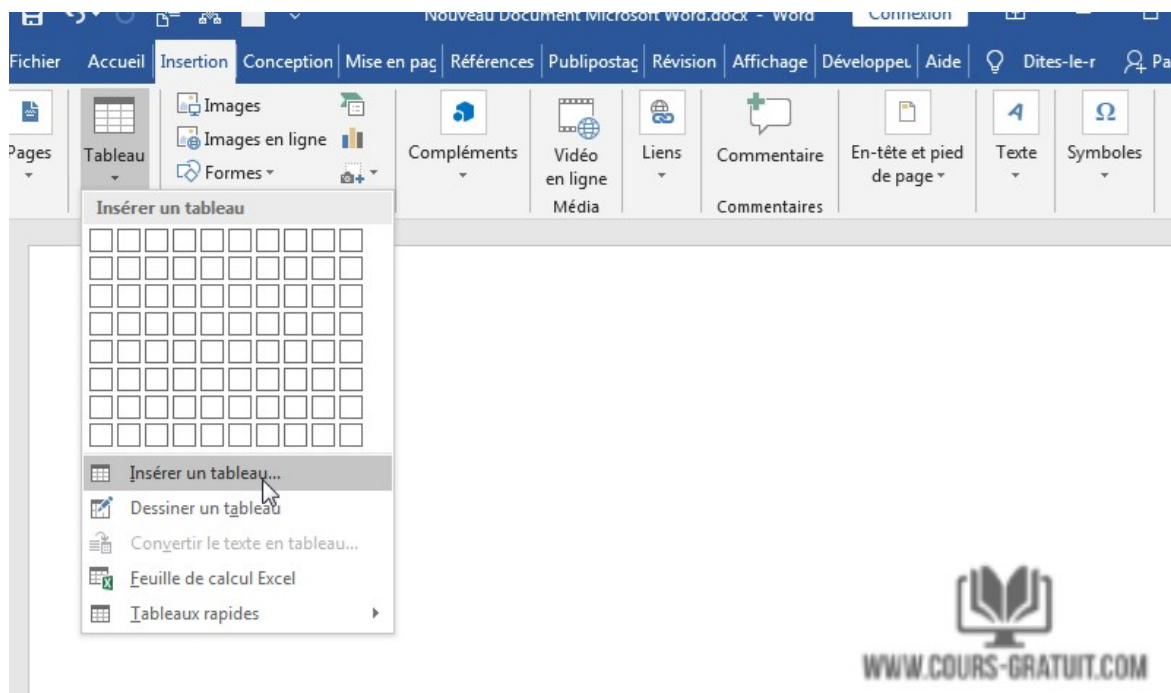 Nouveau Document Microsoft Word.docx - Word Connexion
Fichier Accueil Insertion Conception Mise en pag Références Publipostag Révision Affichage Développeu Aide Dites-le-r Pa
Pages
Tableau
Images
Images en ligne
Formes
Compléments
Vidéo
en ligne
Média
Liens
Commentaire
Commentaires
En-tête et pied
de page
Texte
Symboles
Insérer un tableau
Insérer un tableau...
Dessiner un tableau
Convertir le texte en tableau...
Feuille de calcul Excel
Tableaux rapides
WWW.COURS-GRATUIT.COM